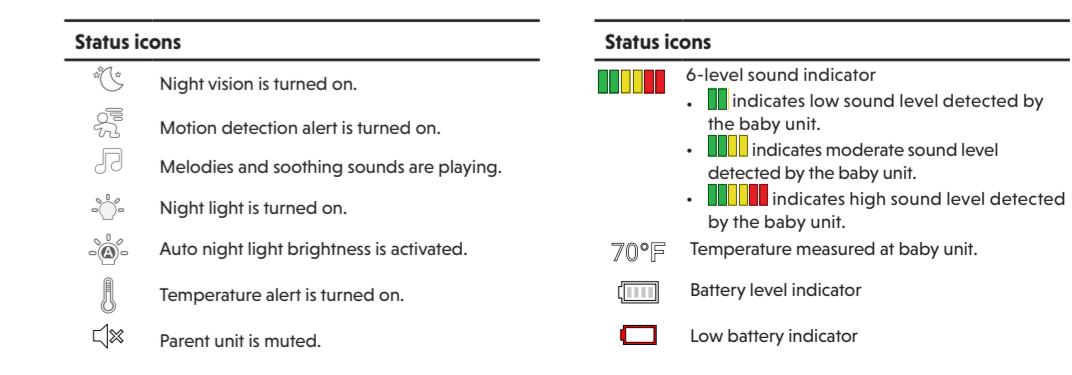 Status icons
Night vision is turned on.
Motion detection alert is turned on.
Melodies and soothing sounds are playing.
Night light is turned on.
A Auto night light brightness is activated.
Temperature alert is turned on.
Parent unit is muted.
Status icons
6-level sound indicator
• indicates low sound level detected by
the baby unit.
• indicates moderate sound level
detected by the baby unit.
• indicates high sound level detected
by the baby unit.
70°F Temperature measured at baby unit.
Battery level indicator
Low battery indicator